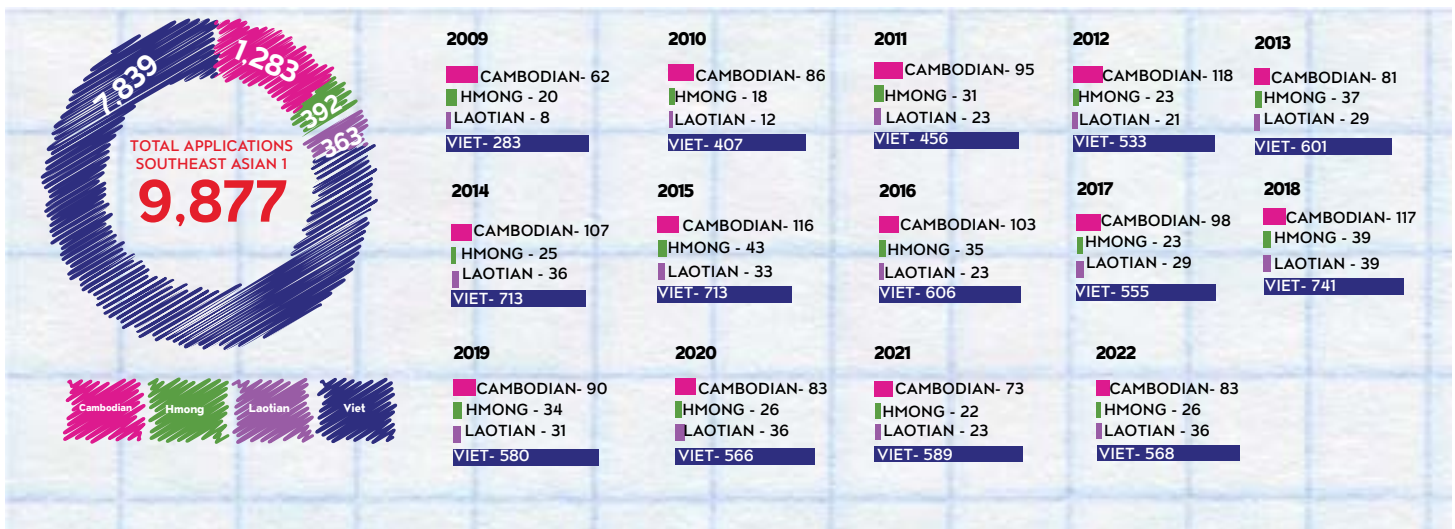 7,839
1,283
392
363
TOTAL APPLICATIONS
SOUTHEAST ASIAN 1
9,877
Cambodian
Hmong
Laotian
Viet
2009
CAMBODIAN- 62
HMONG - 20
LAOTIAN - 8
VIET- 283
2010
CAMBODIAN- 86
HMONG - 18
LAOTIAN - 12
VIET- 407
2011
CAMBODIAN- 95
HMONG - 31
LAOTIAN - 23
VIET- 456
2012
CAMBODIAN- 118
HMONG - 23
LAOTIAN - 21
VIET- 533
2013
CAMBODIAN- 81
HMONG - 37
LAOTIAN - 29
VIET- 601
2014
CAMBODIAN- 107
HMONG - 25
LAOTIAN - 36
VIET- 713
2015
CAMBODIAN- 116
HMONG - 43
LAOTIAN - 33
VIET- 713
2016
CAMBODIAN- 103
HMONG - 35
LAOTIAN - 23
VIET- 606
2017
CAMBODIAN- 98
HMONG - 23
LAOTIAN - 29
VIET- 555
2018
CAMBODIAN- 117
HMONG - 39
LAOTIAN - 39
VIET- 741
2019
CAMBODIAN- 90
HMONG - 34
LAOTIAN - 31
VIET- 580
2020
CAMBODIAN- 83
HMONG - 26
LAOTIAN - 36
VIET- 566
2021
CAMBODIAN- 73
HMONG - 22
LAOTIAN - 23
VIET- 589
2022
CAMBODIAN- 83
HMONG - 26
LAOTIAN - 36
VIET- 568